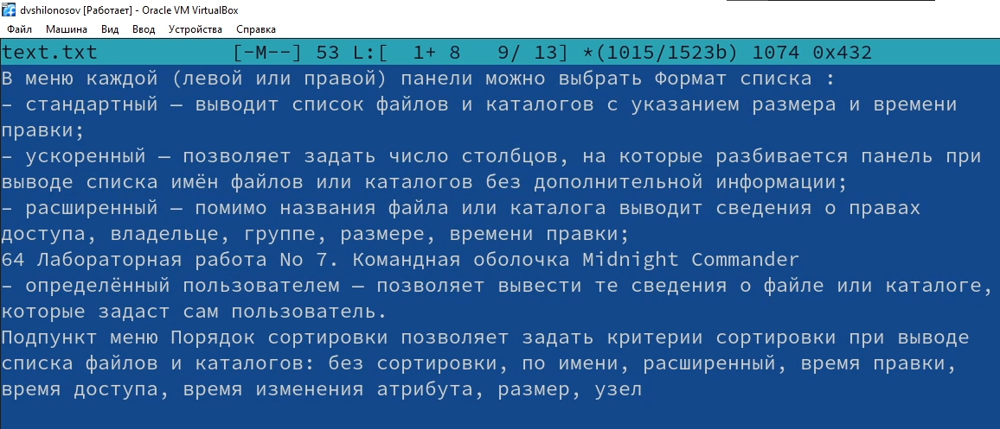 dvshilonosov [Работает] - Oracle VM VirtualBox
Файл Машина Вид Ввод Устройства Справка
text.txt [-M--] 53 L:[ 1+ 8 9/ 13] *(1015/1523b) 1074 0x432
В меню каждой (левой или правой) панели можно выбрать Формат списка :
– стандартный — выводит список файлов и каталогов с указанием размера и времени
правки;
– ускоренный — позволяет задать число столбцов, на которые разбивается панель при
выводе списка имён файлов или каталогов без дополнительной информации;
– расширенный — помимо названия файла или каталога выводит сведения о правах
доступа, владельце, группе, размере, времени правки;
64 Лабораторная работа No 7. Командная оболочка Midnight Commander
– определённый пользователем — позволяет вывести те сведения о файле или каталоге,
которые задаст сам пользователь.
Подпункт меню Порядок сортировки позволяет задать критерии сортировки при выводе
списка файлов и каталогов: без сортировки, по имени, расширенный, время правки,
время доступа, время изменения атрибута, размер, узел